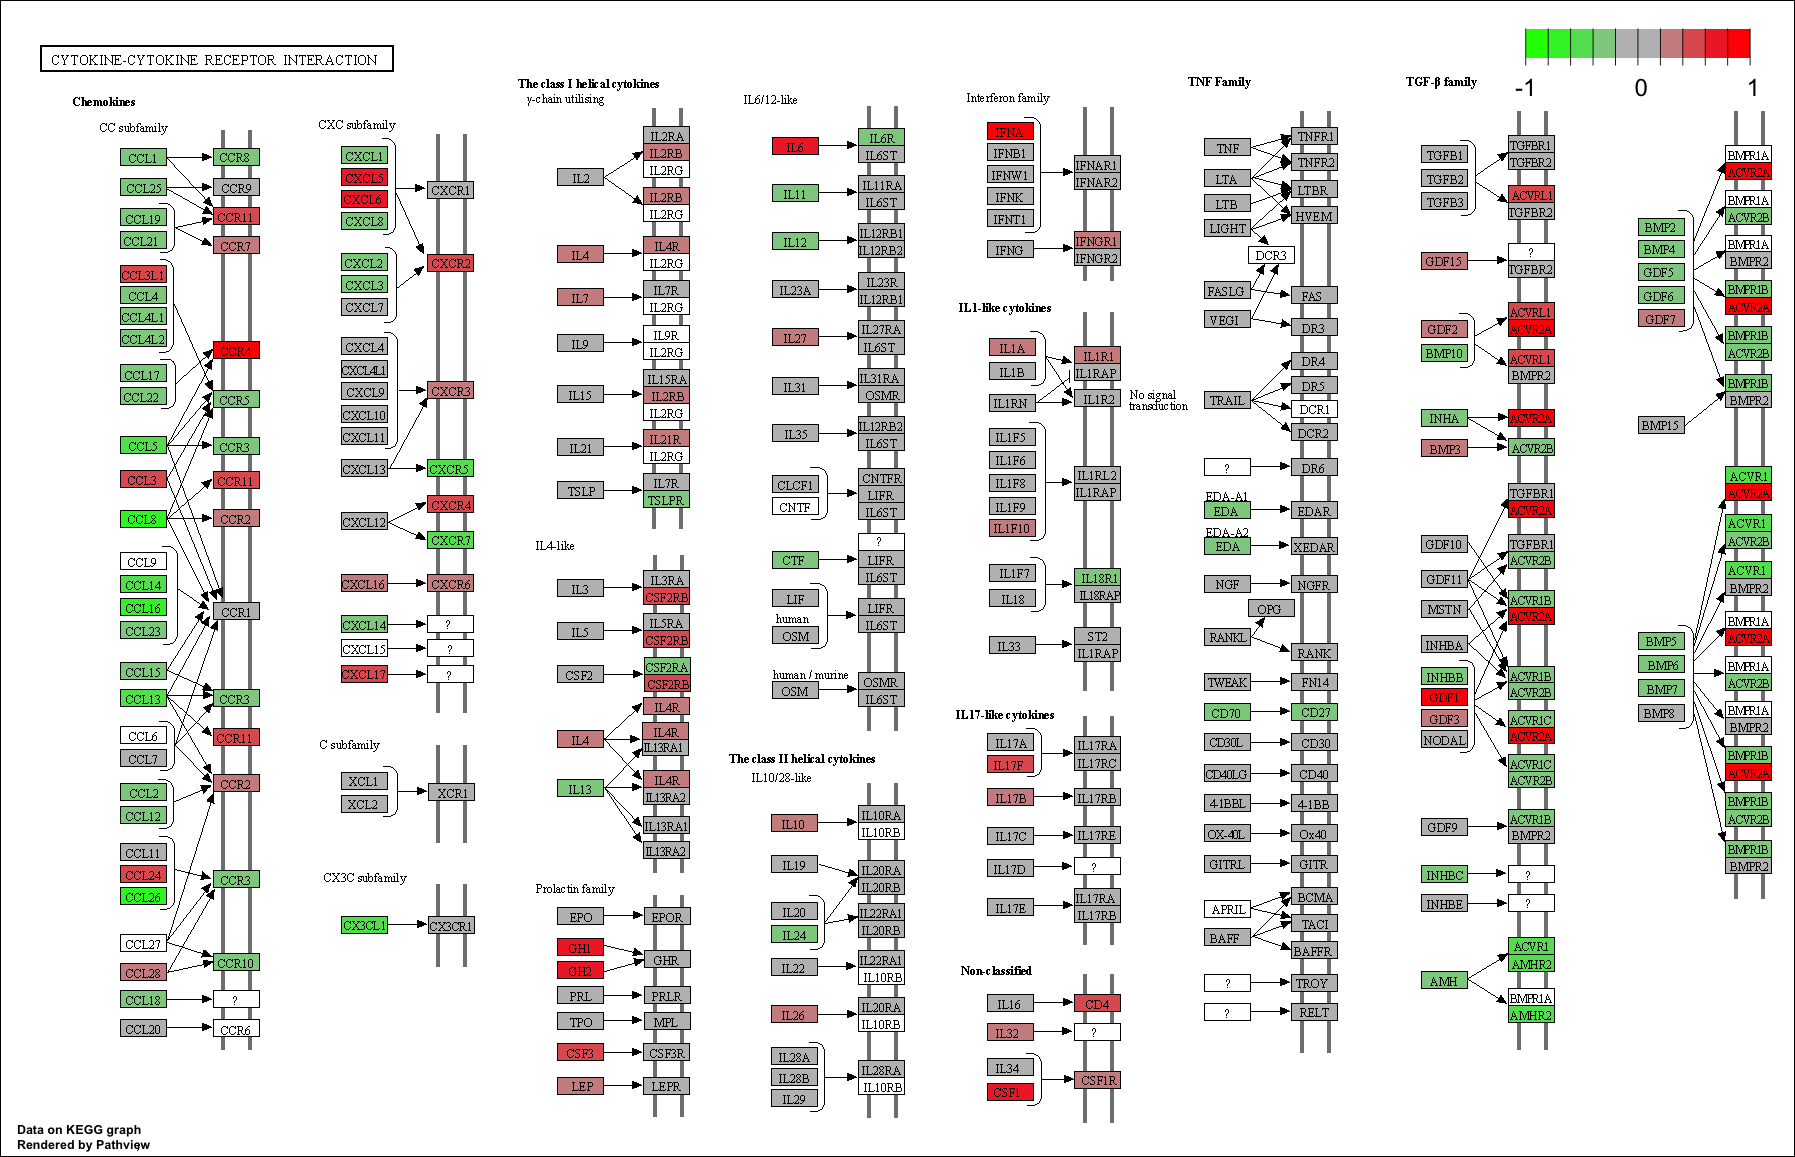 CYTOKINE-CYTOKINE RECEPTOR INTERACTION
-1 0 1
Chemokines
CC subfamily
CCL1 CCR8
CCL25 CCR9
CCL19 CCR11
CCL21 CCR7
CCL3L1
CCL4
CCL4L1
CCL4L2
CCR4
CCL17
CCL22 CCR5
CCL5 CCR3
CCL3 CCR11
CCL8 CCR2
CCL9
CCL14
CCL16 CCR1
CCL23
CCL15
CCL13 CCR3
CCL6 CCR11
CCL7
CCR2
CCL2
CCL12
CCL11
CCL24 CCR3
CCL26
CCL27
CCL28 CCR10
CCL18 ?
CCL20 CCR6
CXC subfamily
CXCL1
CXCL5 CXCR1
CXCL6
CXCL8
CXCL2 CXCR2
CXCL3
CXCL7
CXCL4
CXCL4L1
CXCL9 CXCR3
CXCL10
CXCL11
CXCL13 CXCR5
CXCR4
CXCL12
CXCR7
CXCL16 CXCR6
CXCL14 ?
CXCL15 ?
CXCL17 ?
C subfamily
XCL1
XCL2 XCR1
CX3C subfamily
CX3CL1 CX3CR1
The class I helical cytokines
γ-chain utilising
IL2RA
IL2RB
IL2 IL2RG
IL2RB
IL2RG
IL4 IL4R
IL2RG
IL7 IL7R
IL2RG
IL9 IL9R
IL2RG
IL15RA
IL15 IL2RB
IL2RG
IL21 IL21R
IL2RG
TSLP IL7R
TSLPR
IL4-like
IL3 IL3RA
CSF2RB
IL5 IL5RA
CSF2RB
CSF2 CSF2RA
CSF2RB
IL4R
IL4 IL4R
IL13RA1
IL13 IL4R
IL13RA2
IL13RA1
IL13RA2
Prolactin family
EPO EPOR
GH1
GH2 GHR
PRL PRLR
TPO MPL
CSF3 CSF3R
LEP LEPR
IL6/12-like
IL6 IL6R
IL6ST
IL11 IL11RA
IL6ST
IL12 IL12RB1
IL12RB2
IL23A IL23R
IL12RB1
IL27 IL27RA
IL6ST
IL31 IL31RA
OSMR
IL35 IL12RB2
IL6ST
CLCF1 CNTFR
CNTF LIFR
IL6ST
?
CTF LIFR
IL6ST
LIF LIFR
human IL6ST
OSM
human / murine
OSM OSMR
IL6ST
The class II helical cytokines
IL10/28-like
IL10 IL10RA
IL10RB
IL19 IL20RA
IL20RB
IL20 IL22RA1
IL24 IL20RB
IL22 IL22RA1
IL10RB
IL26 IL20RA
IL10RB
IL28A
IL28B IL28RA
IL29 IL10RB
Interferon family
IFNA
IFNB1
IFNW1 IFNAR1
IFNK IFNAR2
IFNT1
IFNG IFNGR1
IFNGR2
IL1-like cytokines
IL1A IL1R1
IL1B IL1RAP
IL1RN IL1R2
No signal
transduction
IL1F5
IL1F6
IL1F8 IL1RL2
IL1F9 IL1RAP
IL1F10
IL1F7 IL18R1
IL18 IL18RAP
IL33 ST2
IL1RAP
IL17-like cytokines
IL17A IL17RA
IL17F IL17RC
IL17B IL17RB
IL17C IL17RE
IL17D ?
IL17E IL17RA
IL17RB
Non-classified
IL16 CD4
IL32 ?
IL34
CSF1 CSF1R
TNF Family
TNF TNFR1
TNFR2
LTA LTBR
LTB HVEM
LIGHT
DCR3
FASLG FAS
VEGI DR3
DR4
DR5
TRAIL DCR1
DCR2
? DR6
EDA-A1
EDA EDAR
EDA-A2
EDA XEDAR
NGF NGFR
OPG
RANKL RANK
TWEAK FN14
CD70 CD27
CD30L CD30
CD40LG CD40
4-1BBL 4-1BB
OX-40L Ox40
GITRL GITR
APRIL BCMA
TACI
BAFF BAFFR
? TROY
? RELT
TGF-β family
TGFB1 TGFBR1
TGFBR2
TGFB2 ACVRL1
TGFB3 TGFBR2
GDF15 ?
TGFBR2
GDF2 ACVRL1
ACVR2A
BMP10 ACVRL1
BMPR2
INHA ACVR2A
BMP3 ACVR2B
TGFBR1
ACVR2A
GDF10 TGFBR1
ACVR2B
GDF11 ACVR1B
MSTN ACVR2A
INHBA
INHBB ACVR1B
GDF1 ACVR2B
GDF3 ACVR1C
NODAL ACVR2A
ACVR1C
ACVR2B
GDF9 ACVR1B
BMPR2
INHBC ?
INHBE ?
ACVR1
AMHR2
AMH
BMPR1A
AMHR2
BMPR1A
ACVR2A
BMPR1A
BMP2 ACVR2B
BMP4 BMPR1A
BMPR2
GDF5 BMPR1B
GDF6 ACVR2A
GDF7 BMPR1B
ACVR2B
BMPR1B
BMP15 BMPR2
ACVR1
ACVR2A
ACVR1
ACVR2B
ACVR1
BMPR2
BMPR1A
BMP5 ACVR2A
BMP6 BMPR1A
BMP7 ACVR2B
BMP8 BMPR1A
BMPR2
BMPR1B
ACVR2A
BMPR1B
ACVR2B
BMPR1B
BMPR2
Data on KEGG graph
Rendered by Pathview